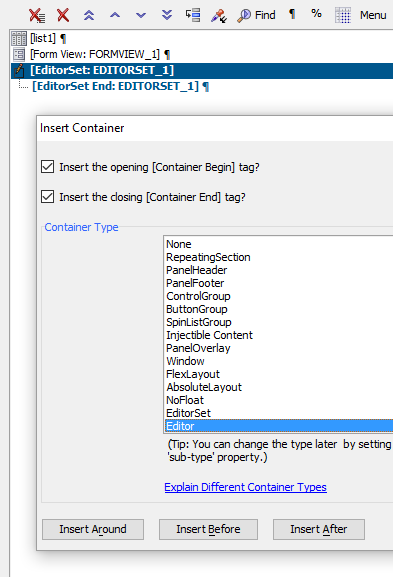 Find ¶ % Menu
[list1] ¶
[Form View: FORMVIEW_1] ¶
[EditorSet: EDITORSET_1]
[EditorSet End: EDITORSET_1] ¶
Insert Container
Insert the opening [Container Begin] tag?
Insert the closing [Container End] tag?
Container Type
None
RepeatingSection
PanelHeader
PanelFooter
ControlGroup
ButtonGroup
SpinListGroup
Injectible Content
PanelOverlay
Window
FlexLayout
AbsoluteLayout
NoFloat
EditorSet
Editor
(Tip: You can change the type later by setting
'sub-type' property.)
Explain Different Container Types
Insert Around Insert Before Insert After